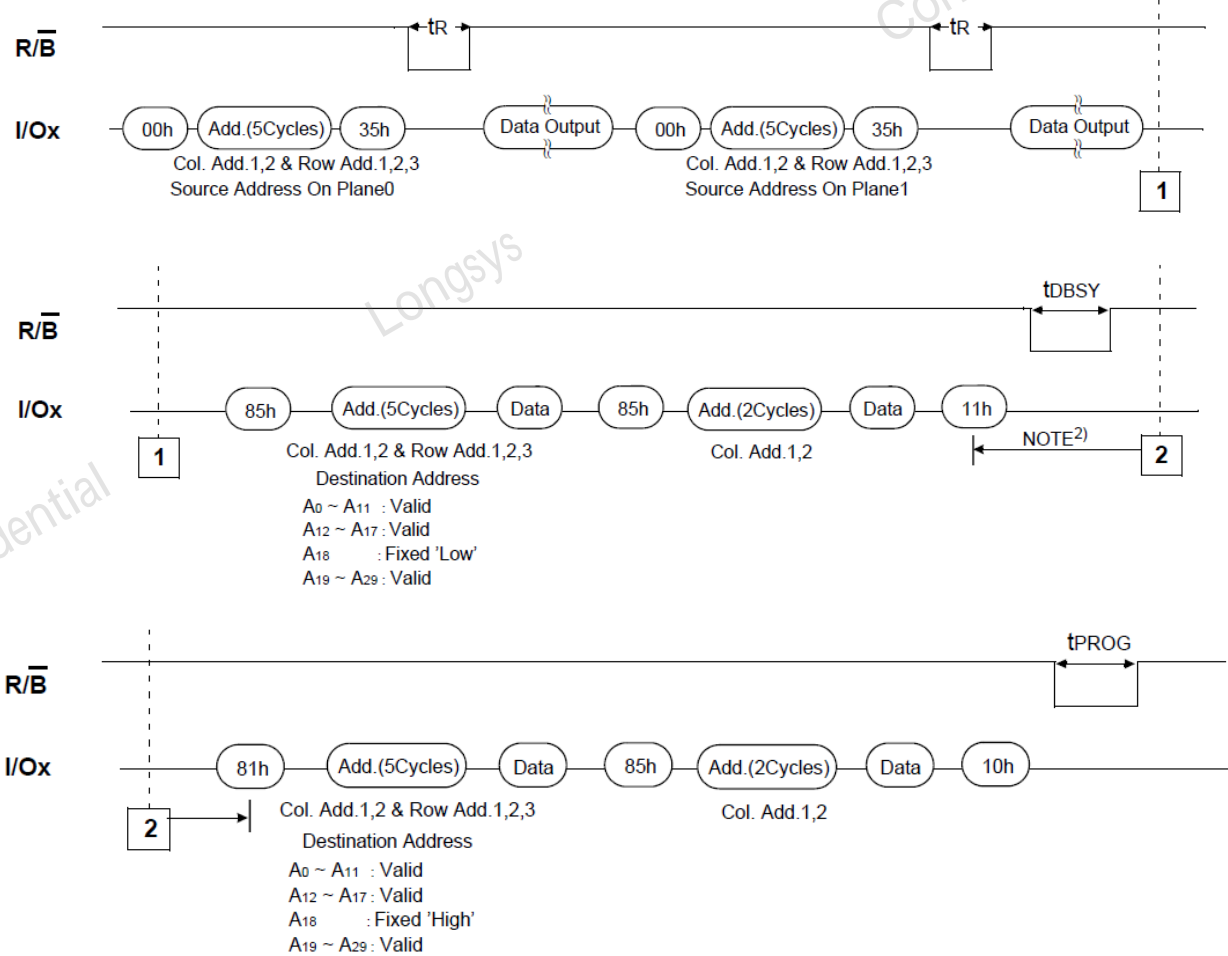 Con
R/B tR tR
I/Ox 00h Add.(5Cycles) 35h Data Output 00h Add.(5Cycles) 35h Data Output
Col. Add.1,2 & Row Add.1,2,3 Col. Add.1,2 & Row Add.1,2,3
Source Address On Plane0 Source Address On Plane1
1
Longsys
tDBSY
R/B
I/Ox 85h Add.(5Cycles) Data 85h Add.(2Cycles) Data 11h
NOTE2)
1 Col. Add.1,2 & Row Add.1,2,3 Col. Add.1,2 2
Destination Address
A0 ~ A11 : Valid
A12 ~ A17 : Valid
A18 : Fixed 'Low'
A19 ~ A29 : Valid
dential
tPROG
R/B
I/Ox 81h Add.(5Cycles) Data 85h Add.(2Cycles) Data 10h
2 Col. Add.1,2 & Row Add.1,2,3 Col. Add.1,2
Destination Address
A0 ~ A11 : Valid
A12 ~ A17 : Valid
A18 : Fixed 'High'
A19 ~ A29 : Valid